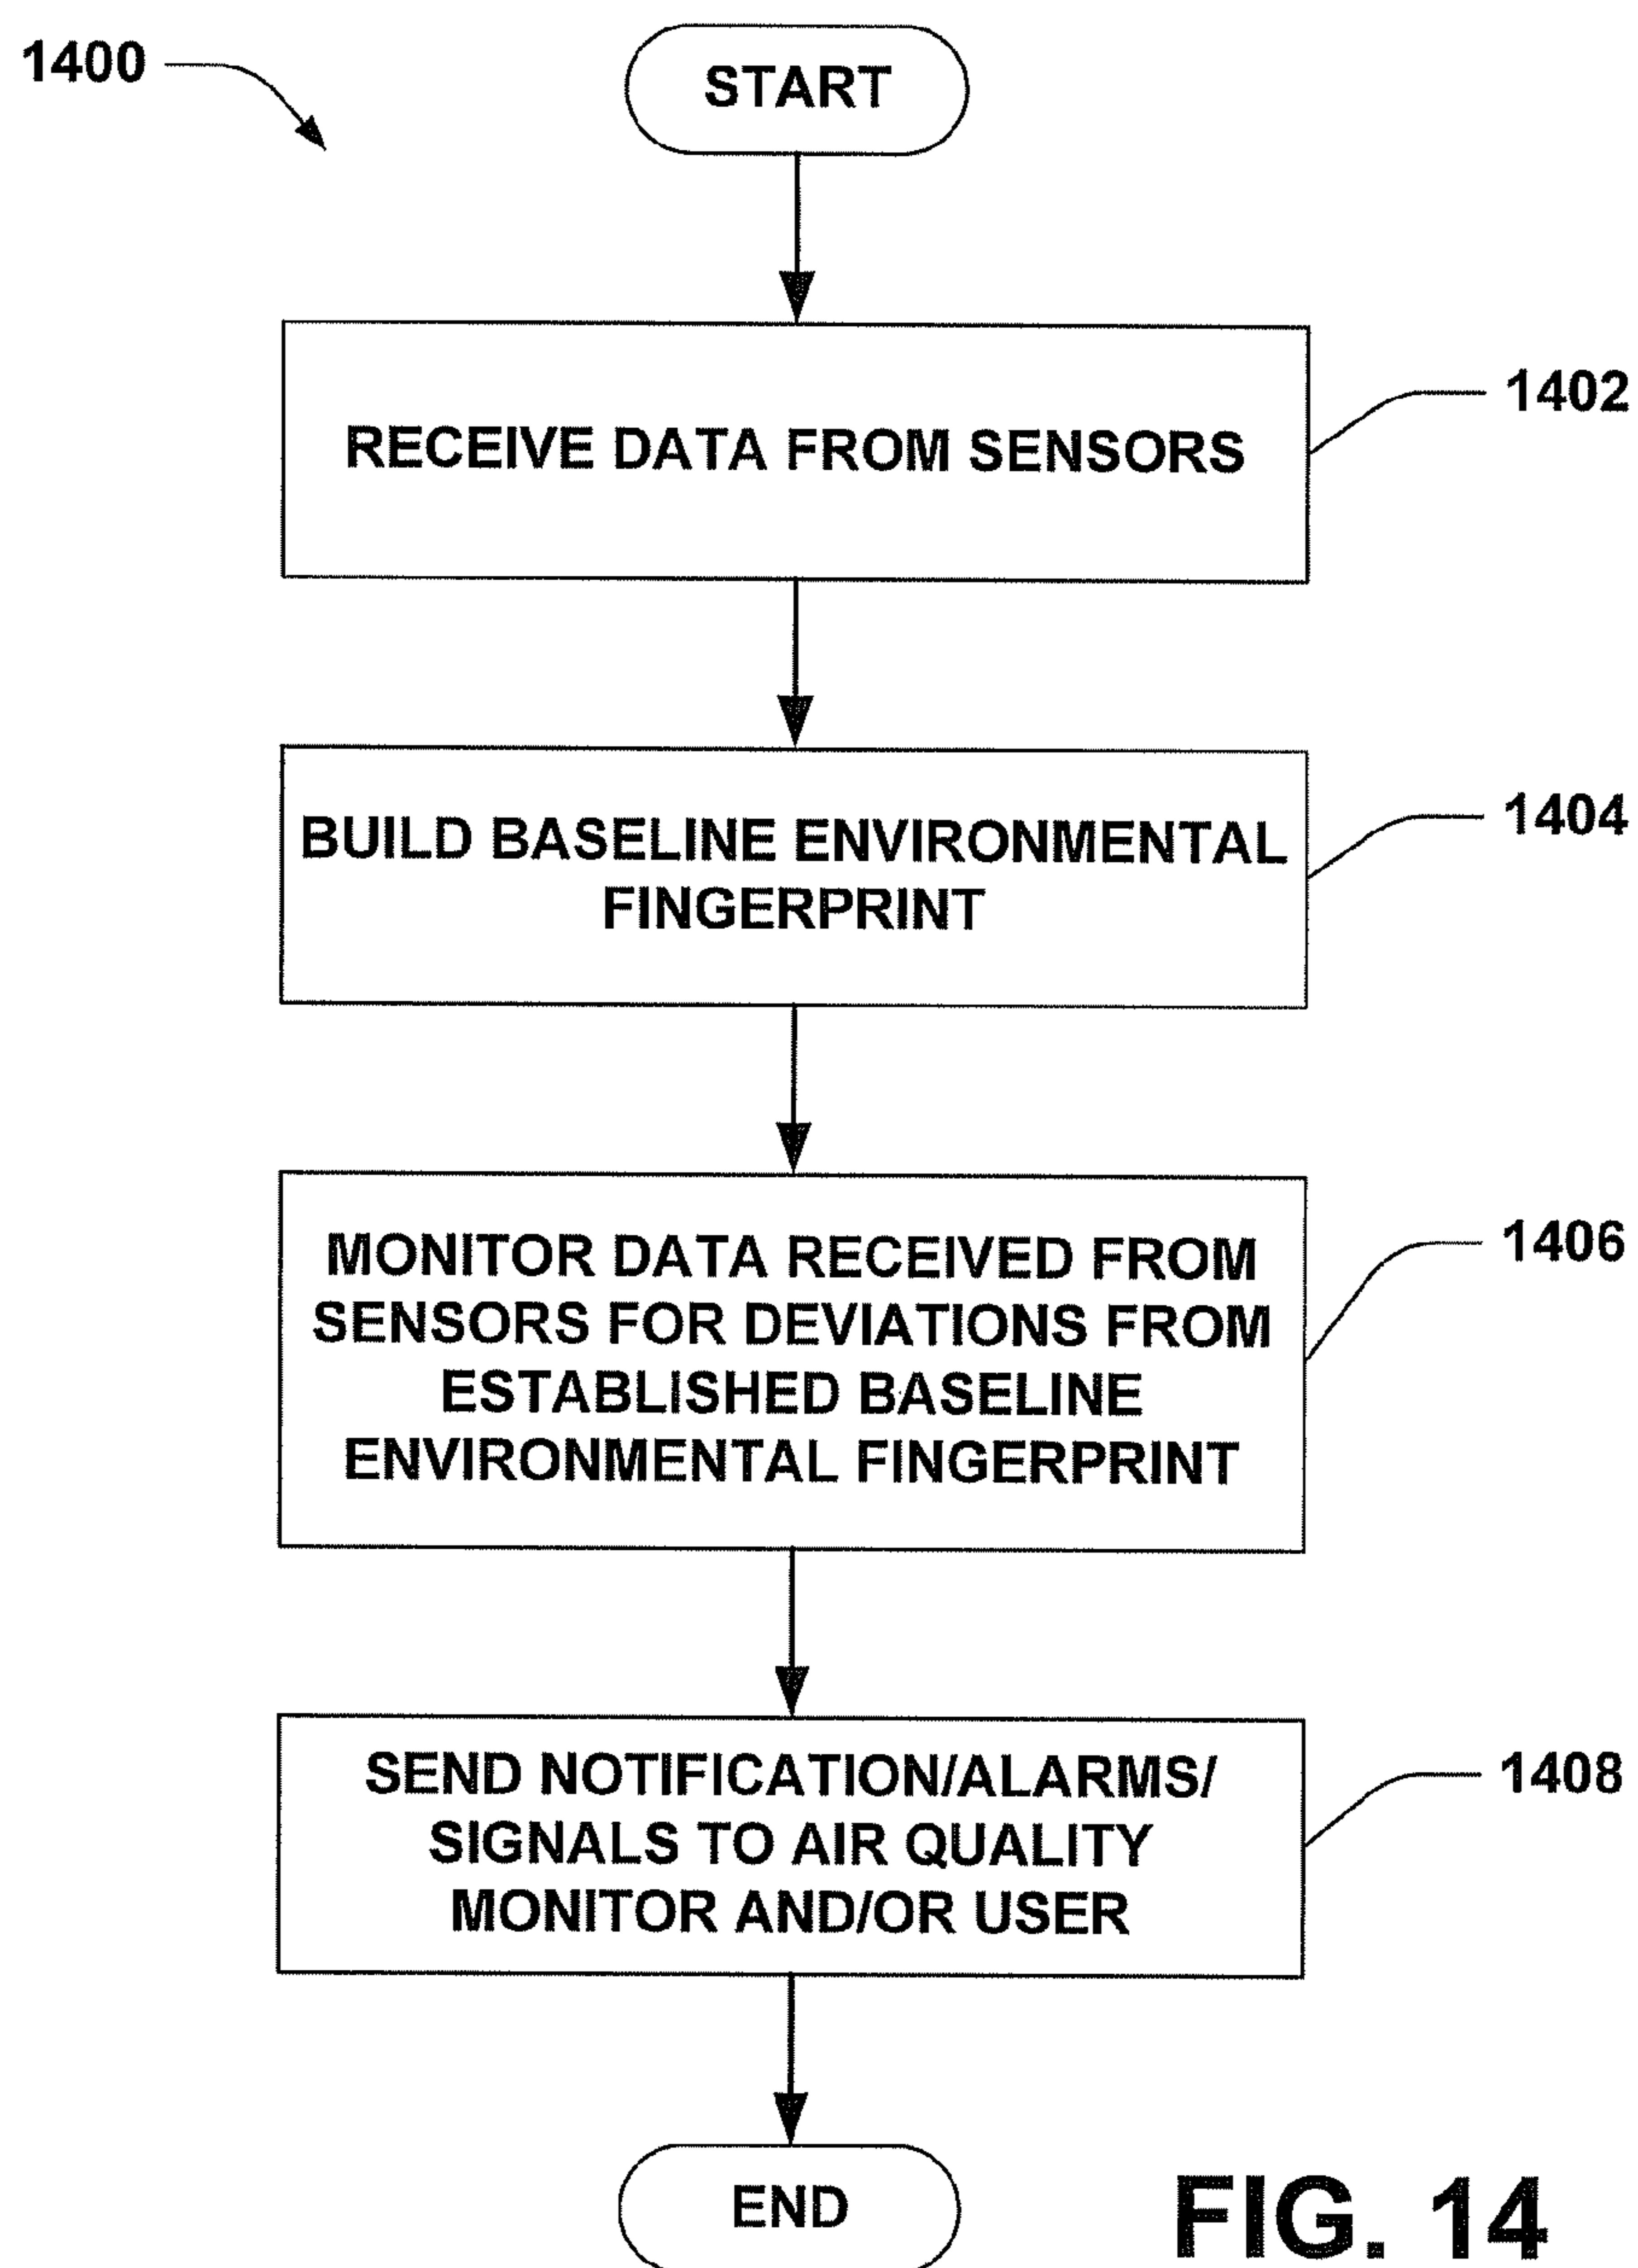 1400
START
RECEIVE DATA FROM SENSORS
1402
BUILD BASELINE ENVIRONMENTAL
FINGERPRINT
1404
MONITOR DATA RECEIVED FROM
SENSORS FOR DEVIATIONS FROM
ESTABLISHED BASELINE
ENVIRONMENTAL FINGERPRINT
1406
SEND NOTIFICATION/ALARMS/
SIGNALS TO AIR QUALITY
MONITOR AND/OR USER
1408
END
FIG. 14